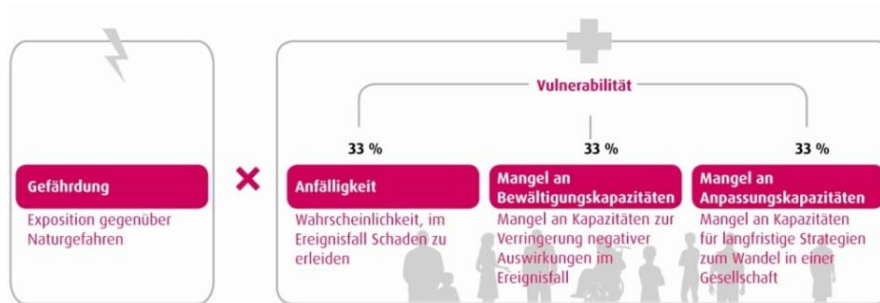 Vulnerabilität
33 %
33 %
33 %
Gefährdung
Exposition gegenüber
Naturgefahren
×
Anfälligkeit
Wahrscheinlichkeit, im
Ereignisfall Schaden zu
erleiden
Mangel an
Bewältigungskapazitäten
Mangel an Kapazitäten zur
Verringerung negativer
Auswirkungen im
Ereignisfall
Mangel an
Anpassungskapazitäten
Mangel an Kapazitäten
für langfristige Strategien
zum Wandel in einer
Gesellschaft